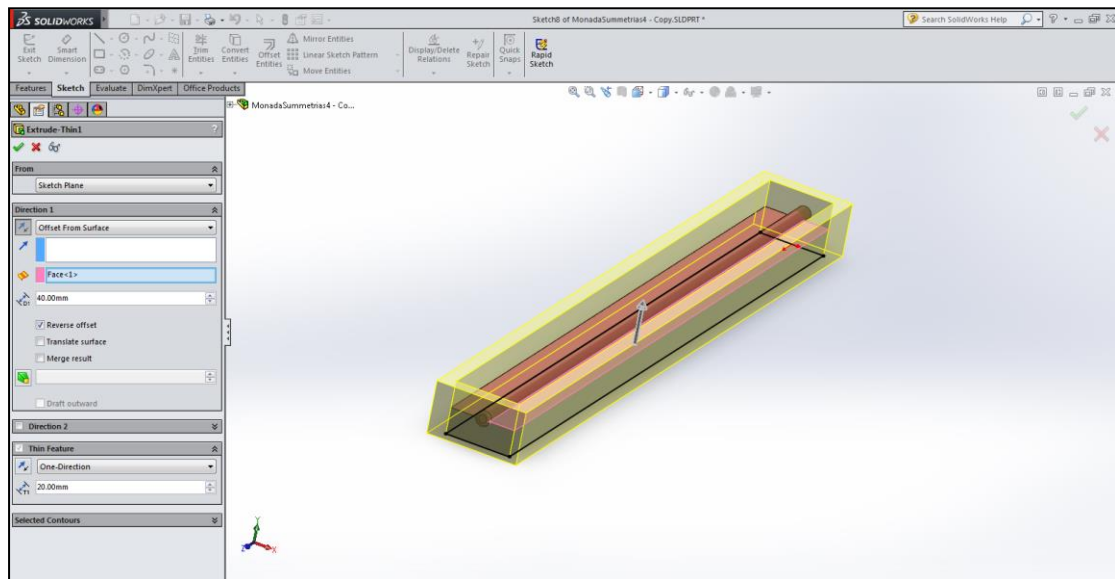 SOLIDWORKS
Sketch8 of MonadaSummetrias4 - Copy.SLDPRT *
Search SolidWorks Help
Exit Sketch
Smart Dimension
Trim Entities
Convert Entities
Offset Entities
Mirror Entities
Linear Sketch Pattern
Move Entities
Display/Delete Relations
Repair Sketch
Quick Snaps
Rapid Sketch
Features Sketch Evaluate DimXpert Office Products
MonadaSummetrias4 - Co...
Extrude-Thin1
From
Sketch Plane
Direction 1
Offset From Surface
Face<1>
40.00mm
Reverse offset
Translate surface
Merge result
Draft outward
Direction 2
Thin Feature
One-Direction
20.00mm
Selected Contours
Y
Z
X